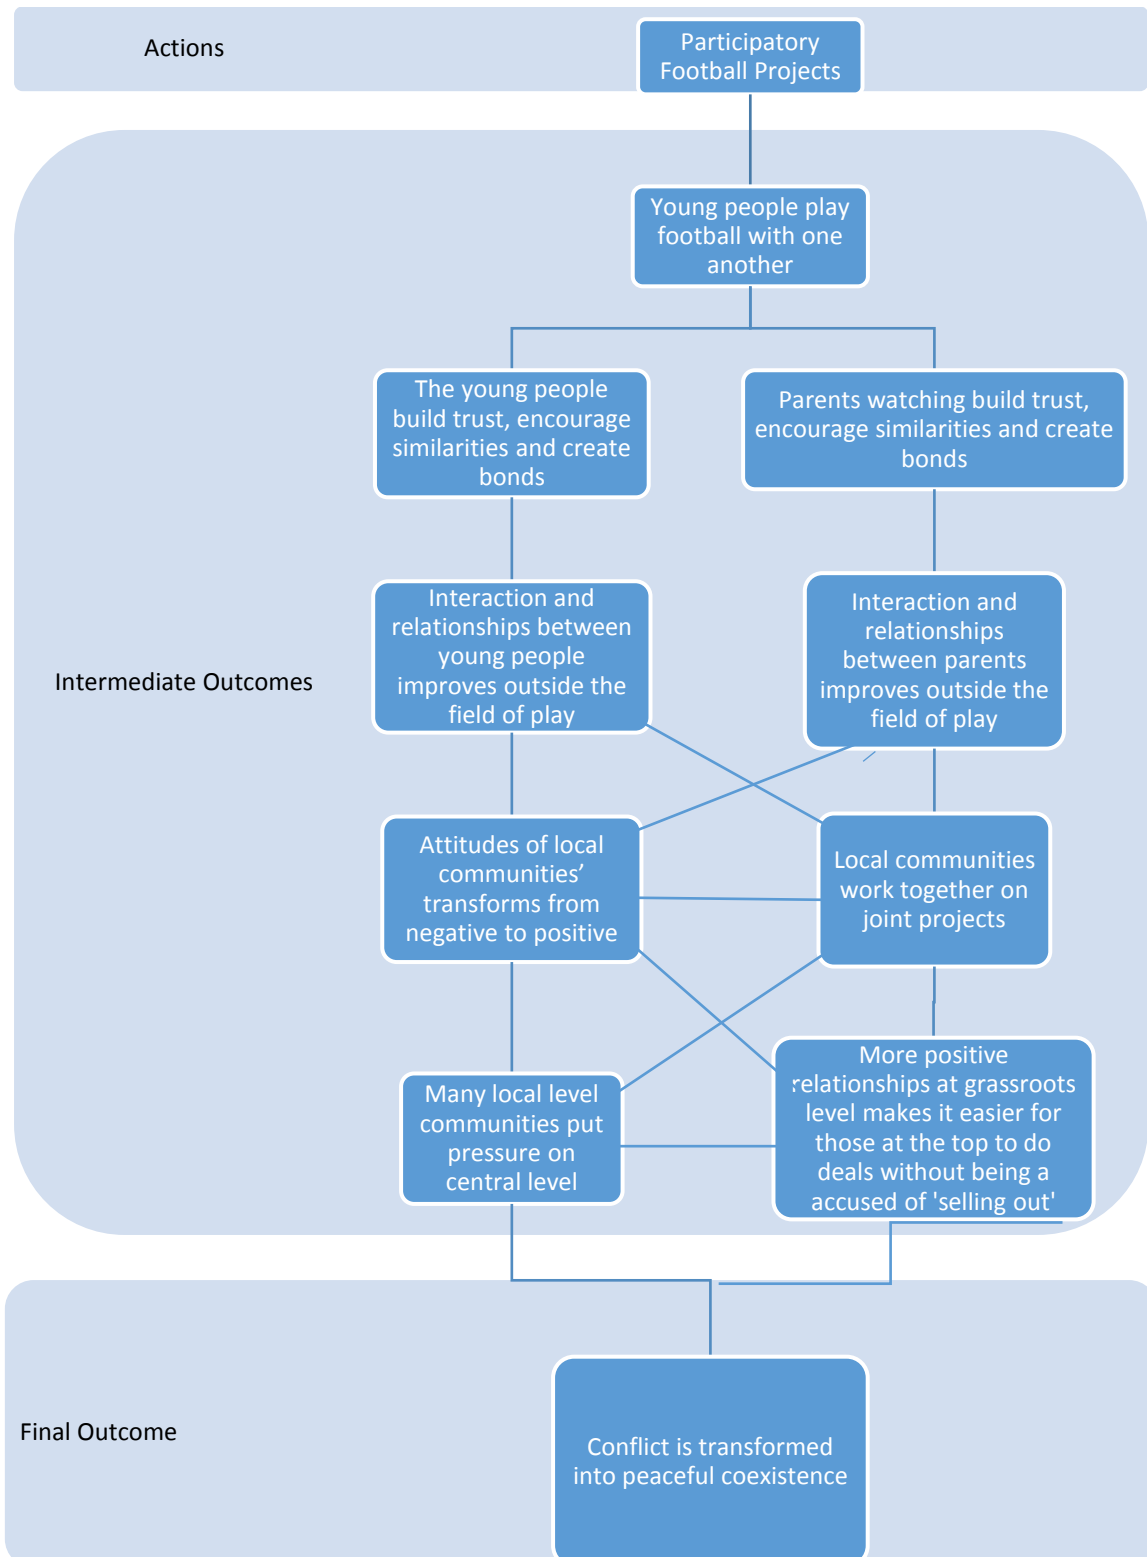 Actions
Participatory
Football Projects
Young people play
football with one
another
The young people
build trust, encourage
similarities and create
bonds
Parents watching build trust,
encourage similarities and create
bonds
Intermediate Outcomes
Interaction and
relationships between
young people
improves outside the
field of play
Interaction and
relationships
between parents
improves outside the
field of play
Attitudes of local
communities’
transforms from
negative to positive
Local communities
work together on
joint projects
Many local level
communities put
pressure on
central level
More positive
relationships at grassroots
level makes it easier for
those at the top to do
deals without being a
accused of 'selling out'
Final Outcome
Conflict is transformed
into peaceful coexistence